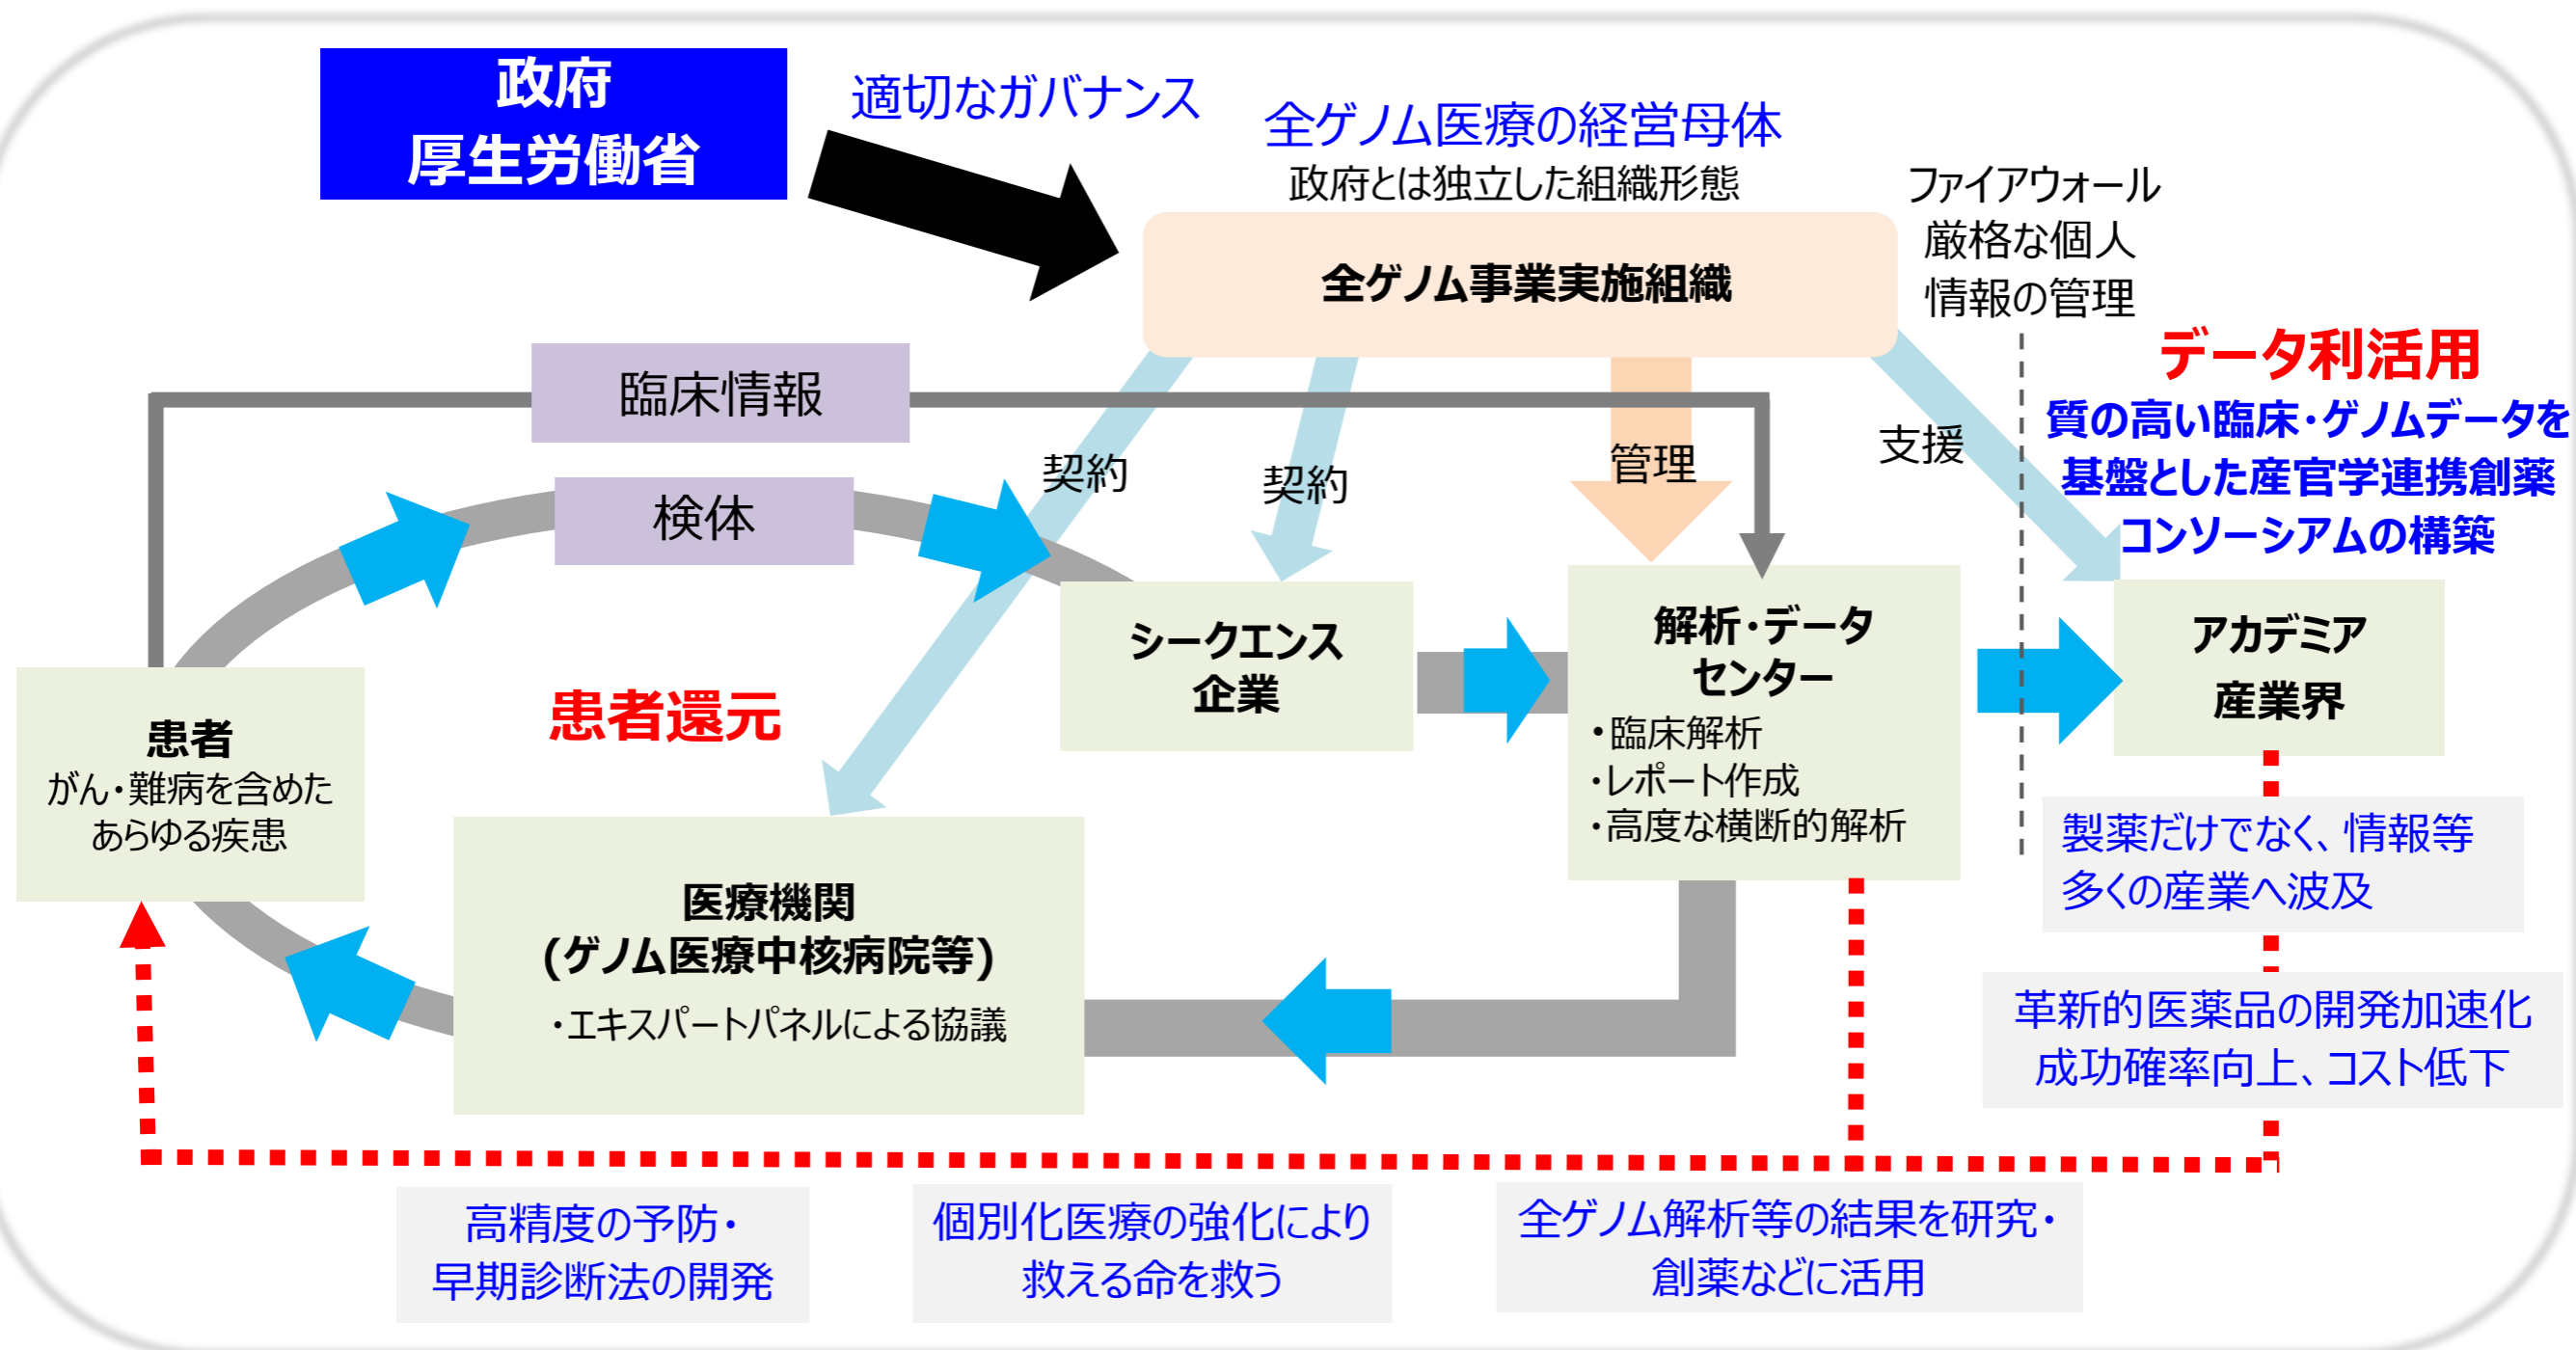 政府
厚生労働省
適切なガバナンス
全ゲノム医療の経営母体
政府とは独立した組織形態
全ゲノム事業実施組織
ファイアウォール
厳格な個人
情報の管理
データ利活用
質の高い臨床・ゲノムデータを
基盤とした産官学連携創薬
コンソーシアムの構築
臨床情報
検体
契約
契約
管理
支援
シークエンス
企業
解析・データ
センター
・臨床解析
・レポート作成
・高度な横断的解析
アカデミア
産業界
患者還元
患者
がん・難病を含めた
あらゆる疾患
医療機関
(ゲノム医療中核病院等)
・エキスパートパネルによる協議
製薬だけでなく、情報等
多くの産業へ波及
革新的医薬品の開発加速化
成功確率向上、コスト低下
高精度の予防・
早期診断法の開発
個別化医療の強化により
救える命を救う
全ゲノム解析等の結果を研究・
創薬などに活用